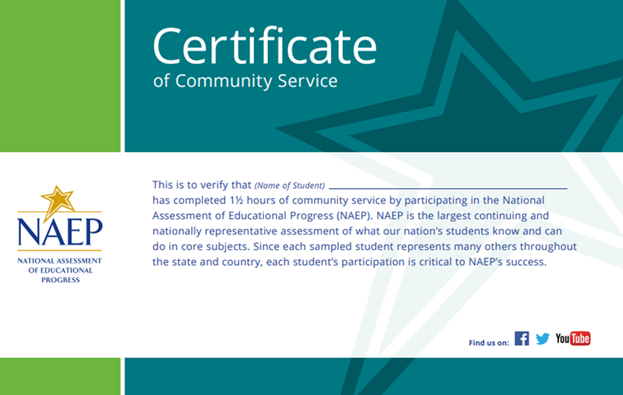 Certificate
of Community Service
This is to verify that (Name of Student)
has completed 1½ hours of community service by participating in the National
Assessment of Educational Progress (NAEP). NAEP is the largest continuing and
nationally representative assessment of what our nation's students know and can
do in core subjects. Since each sampled student represents many others throughout
the state and country, each student's participation is critical to NAEP's success.
NAEP
NATIONAL ASSESSMENT
OF EDUCATIONAL
PROGRESS
Find us on: f YouTube